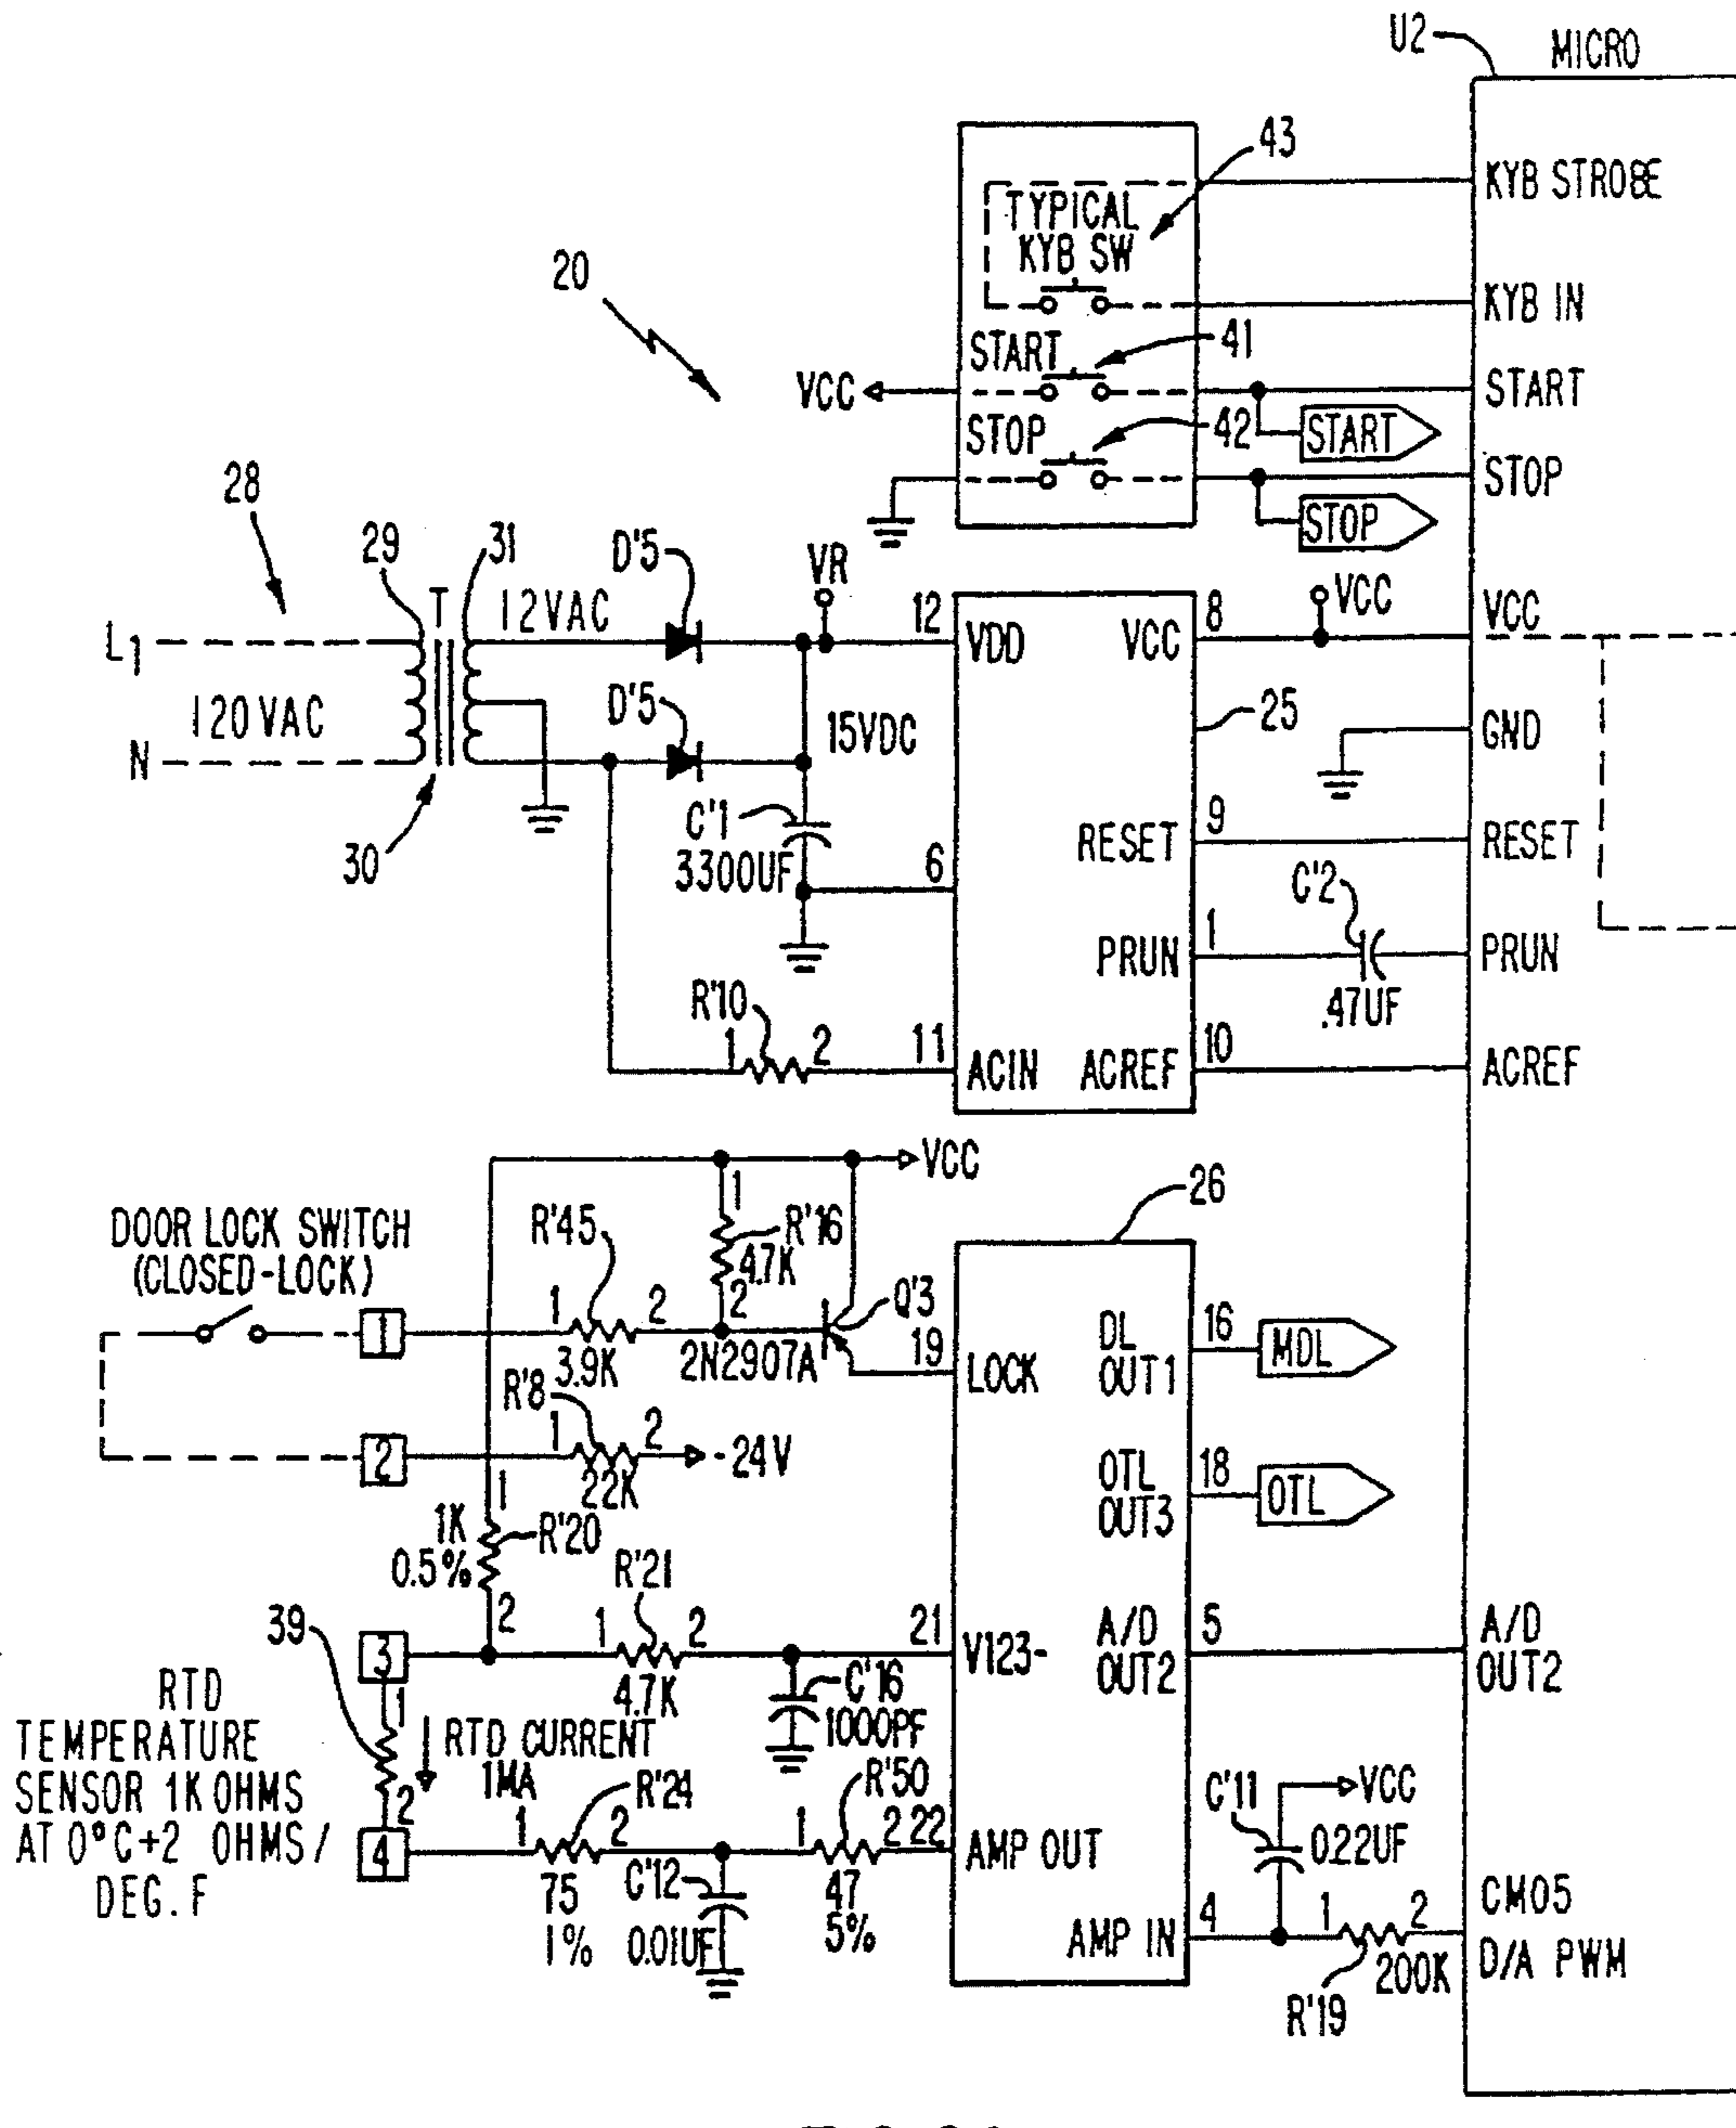 U2
MICRO
43
KYB STROBE
TYPICAL
KYB SW
KYB IN
20
START
41
VCC
START
START
STOP
42
STOP
STOP
28
29
31
T
12VAC
D'5
VR
12
VDD
VCC
8
VCC
VCC
L1
120VAC
N
D'5
15VDC
25
GND
30
C'1
3300UF
6
RESET
9
RESET
C'2
PRUN
1
PRUN
.47UF
R'10
1
2
11
ACIN
ACREF
10
ACREF
VCC
26
DOOR LOCK SWITCH
(CLOSED-LOCK)
R'45
1
R'16
4.7K
2
1
1
2
3.9K
2N2907A
Q'3
19
LOCK
DL
OUT1
16
MDL
R'8
2
1
2
-24V
22K
OTL
OUT3
18
OTL
1
1K
0.5%
R'20
2
R'21
39
3
1
2
4.7K
21
V123-
A/D
OUT2
5
A/D
OUT2
C'16
1000PF
RTD
TEMPERATURE
SENSOR 1K OHMS
AT 0°C+2 OHMS/
DEG. F
1
2
RTD CURRENT
1MA
R'24
R'50
4
1
2
75
1%
C'12
0.01UF
1
2
47
5%
22
AMP OUT
C'11
VCC
0.22UF
AMP IN
4
1
2
200K
R'19
CM05
D/A PWM